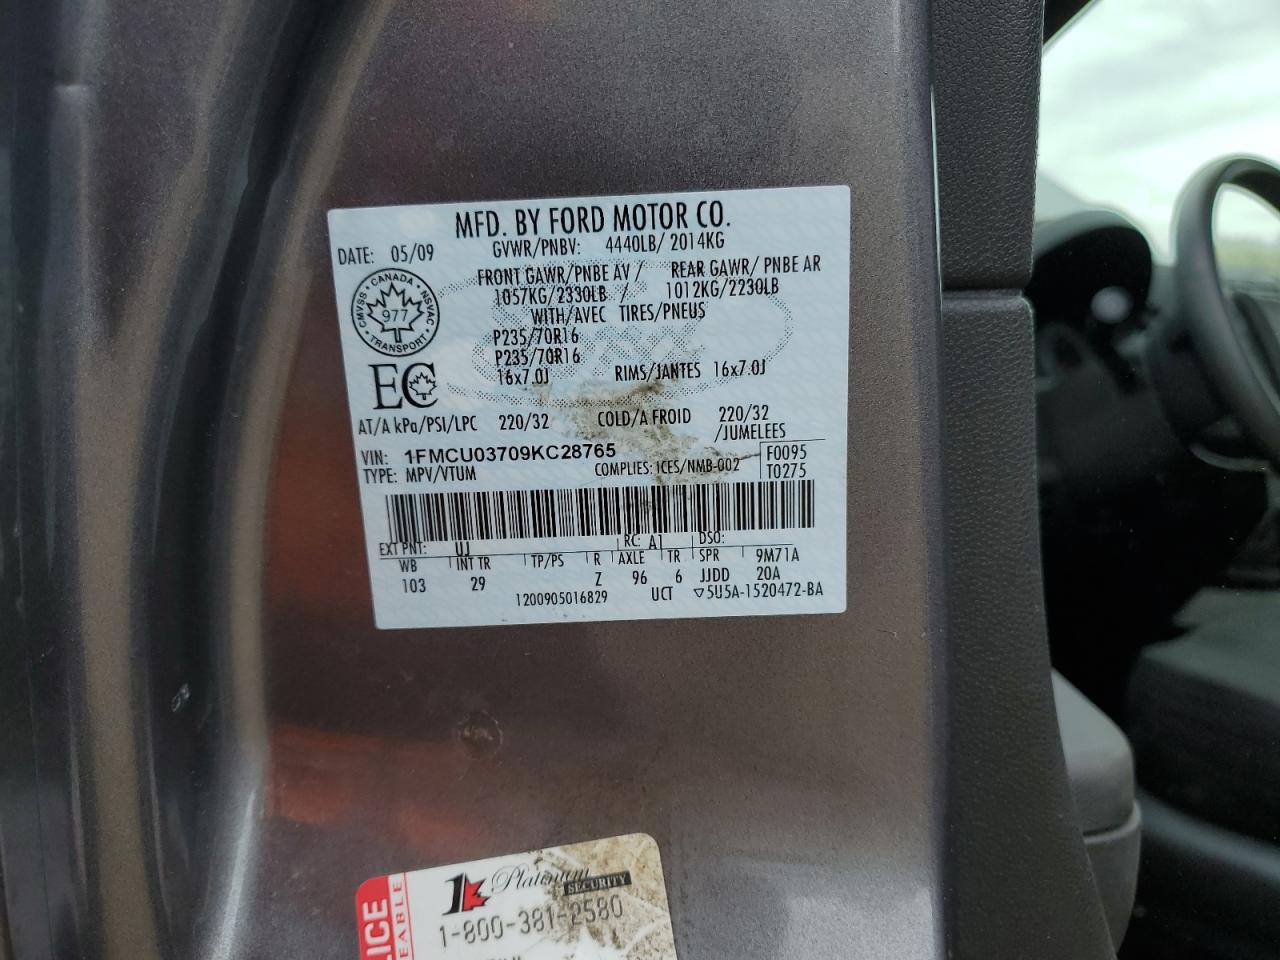 MFD. BY FORD MOTOR CO.
DATE: 05/09 GVWR/PNBV: 4440LB/ 2014KG
FRONT GAWR/PNBE AV / REAR GAWR/ PNBE AR
1057KG/2330LB / 1012KG/2230LB
WITH/AVEC TIRES/PNEUS
CANADA
CMVSS NSVAC
977
TRANSPORT
P235/70R16
P235/70R16
16x7.0J RIMS/JANTES 16x7.0J
EC
AT/A kPa/PSI/LPC 220/32 COLD/A FROID 220/32
/JUMELEES
VIN: 1FMCU03709KC28765 F0095
TYPE: MPV/VTUM COMPLIES: ICES/NMB-002 T0275
EXT PNT: UJ RC: A1 DSO:
WB INT TR TP/PS R AXLE TR SPR 9M71A
103 29 Z 96 6 JJDD 20A
1200905016829 UCT ▽5U5A-1520472-BA
1 Platinum SECURITY
1-800-381-2580